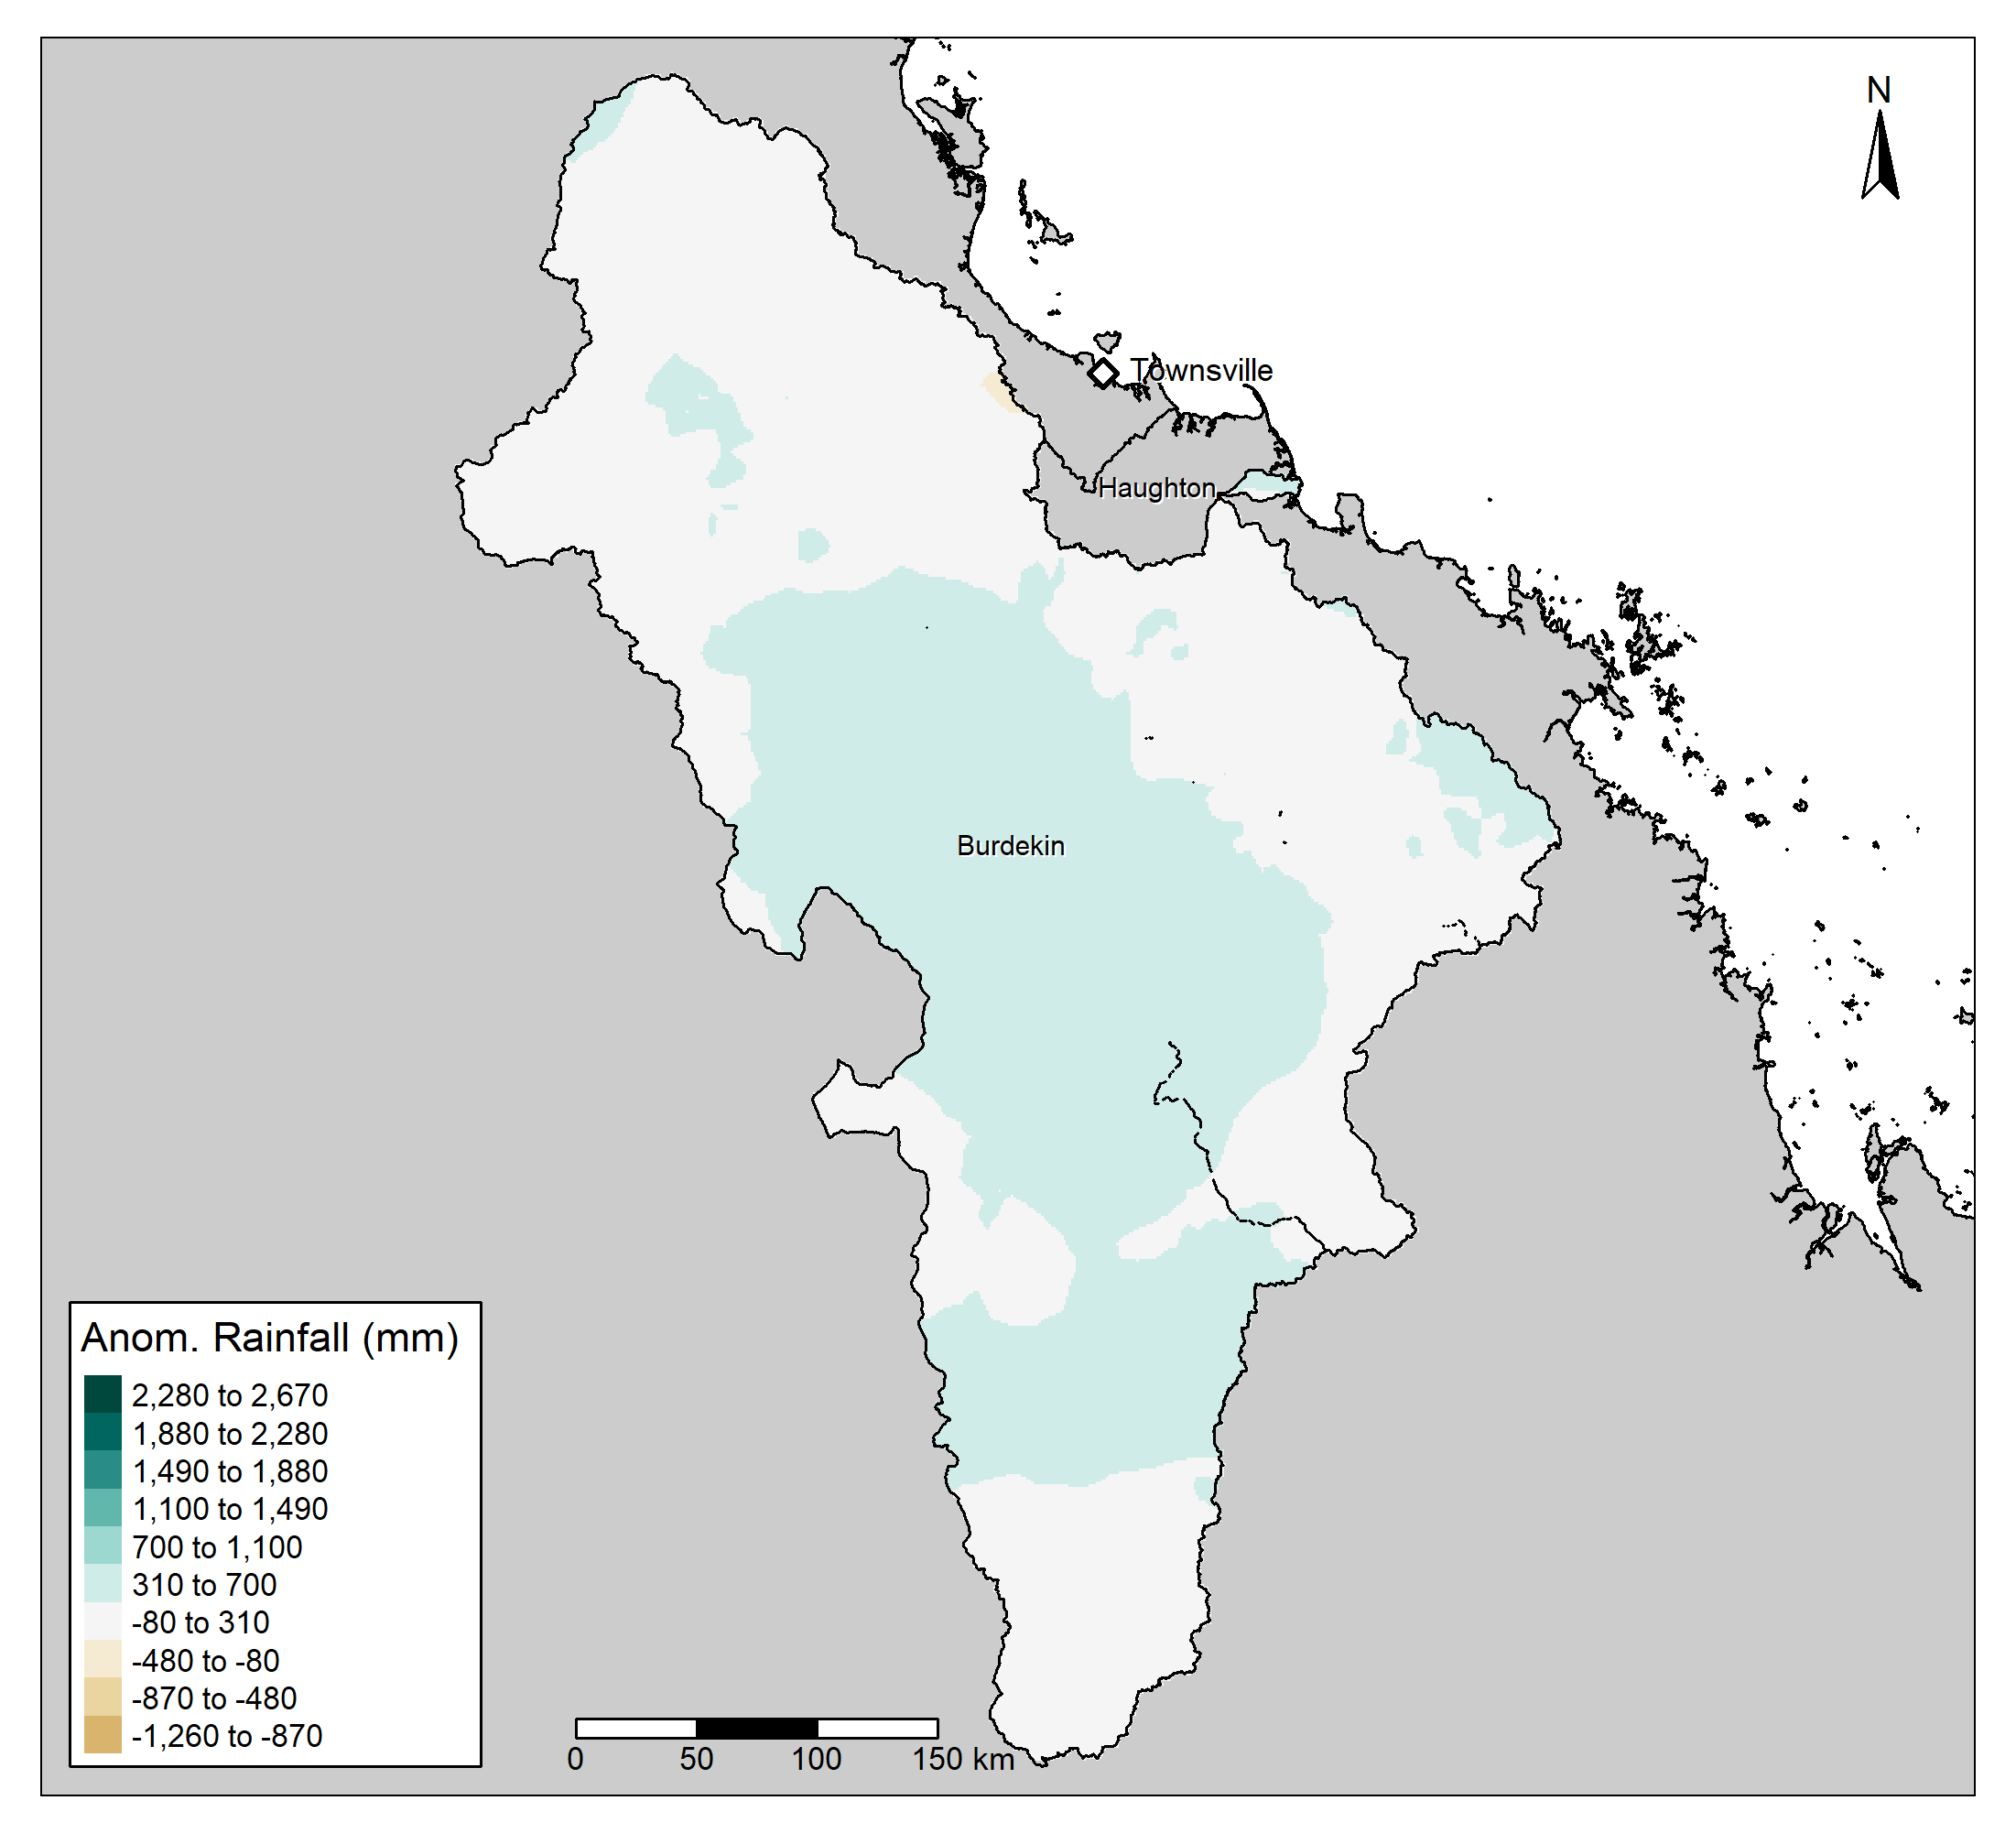 N
Townsville
Haughton
Burdekin
Anom. Rainfall (mm)
2,280 to 2,670
1,880 to 2,280
1,490 to 1,880
1,100 to 1,490
700 to 1,100
310 to 700
-80 to 310
-480 to -80
-870 to -480
-1,260 to -870
0 50 100 150 km